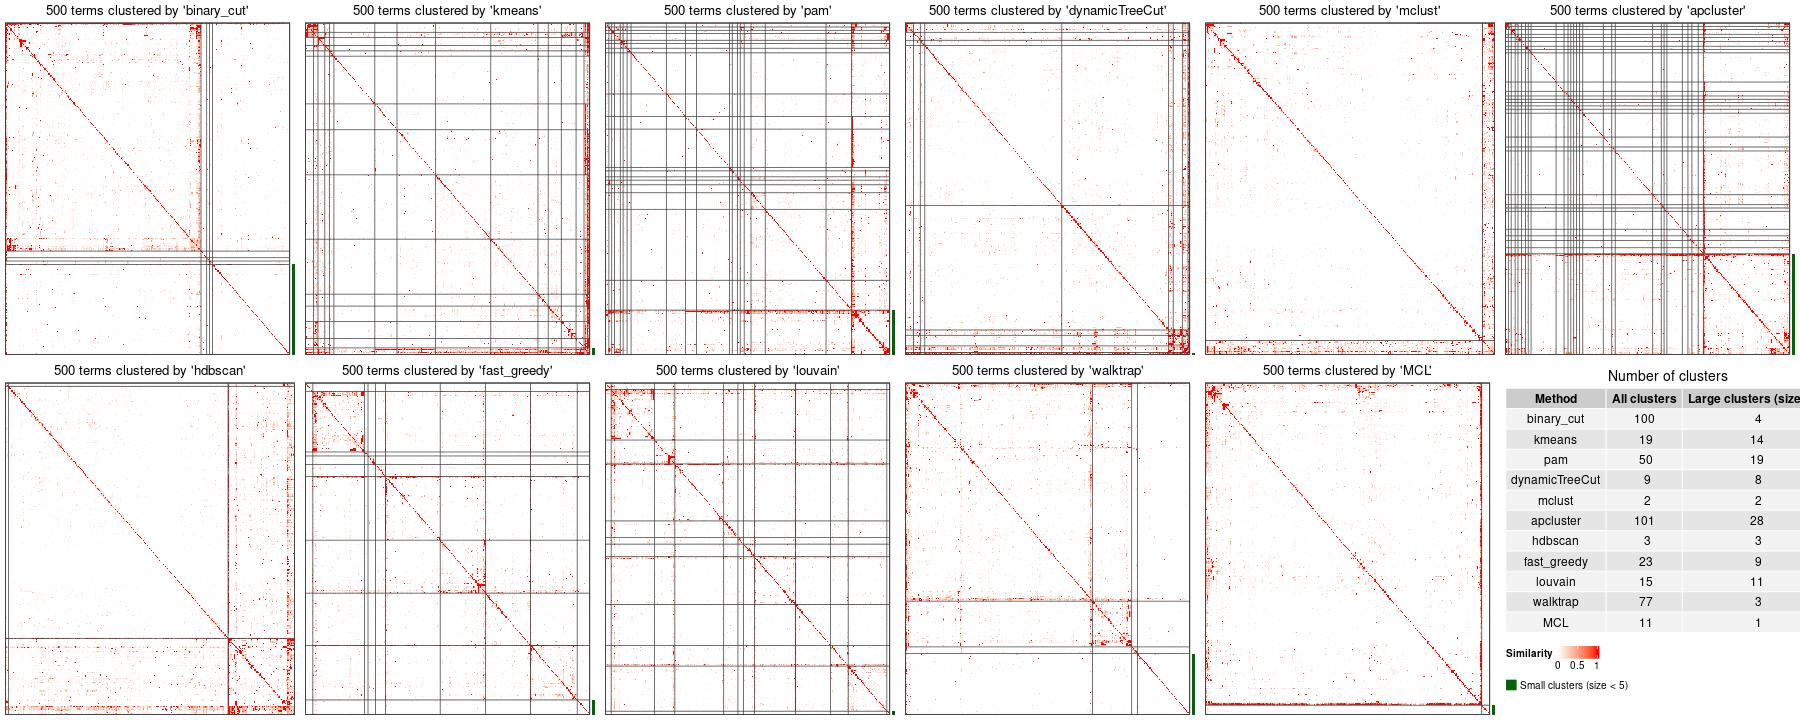 500 terms clustered by 'binary_cut'
500 terms clustered by 'kmeans'
500 terms clustered by 'pam'
500 terms clustered by 'dynamicTreeCut'
500 terms clustered by 'mclust'
500 terms clustered by 'apcluster'
500 terms clustered by 'hdbscan'
500 terms clustered by 'fast_greedy'
500 terms clustered by 'louvain'
500 terms clustered by 'walktrap'
500 terms clustered by 'MCL'
Number of clusters
Method All clusters Large clusters (size
binary_cut 100 4
kmeans 19 14
pam 50 19
dynamicTreeCut 9 8
mclust 2 2
apcluster 101 28
hdbscan 3 3
fast_greedy 23 9
louvain 15 11
walktrap 77 3
MCL 11 1
Similarity
0 0.5 1
Small clusters (size < 5)